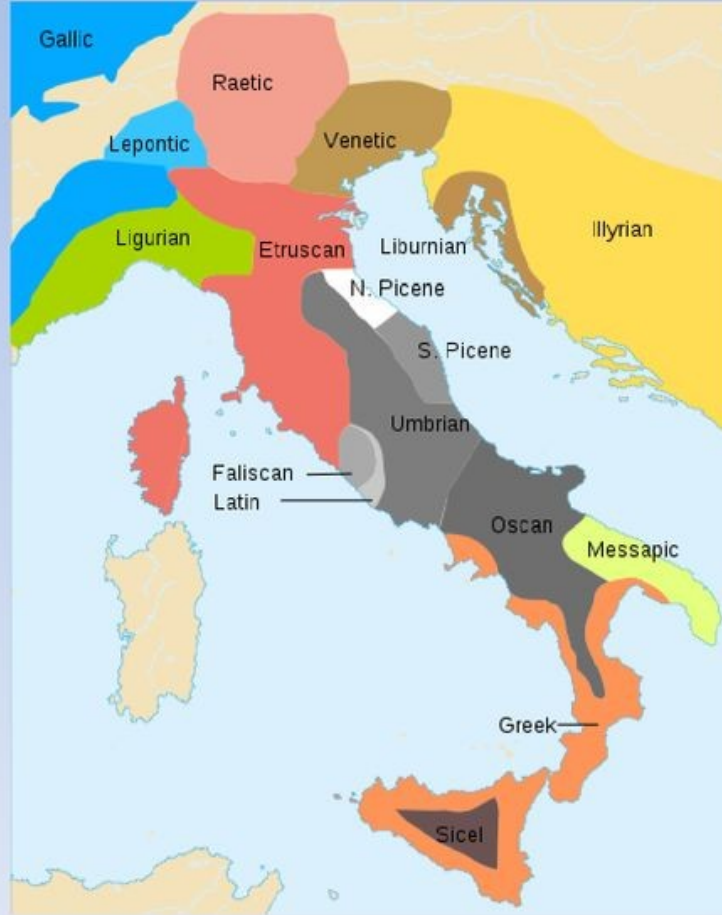 Gallic
Raetic
Lepontic
Venetic
Ligurian
Etruscan
Liburnian
Illyrian
N. Picene
S. Picene
Umbrian
Faliscan
Latin
Oscan
Messapic
Greek
Sicel